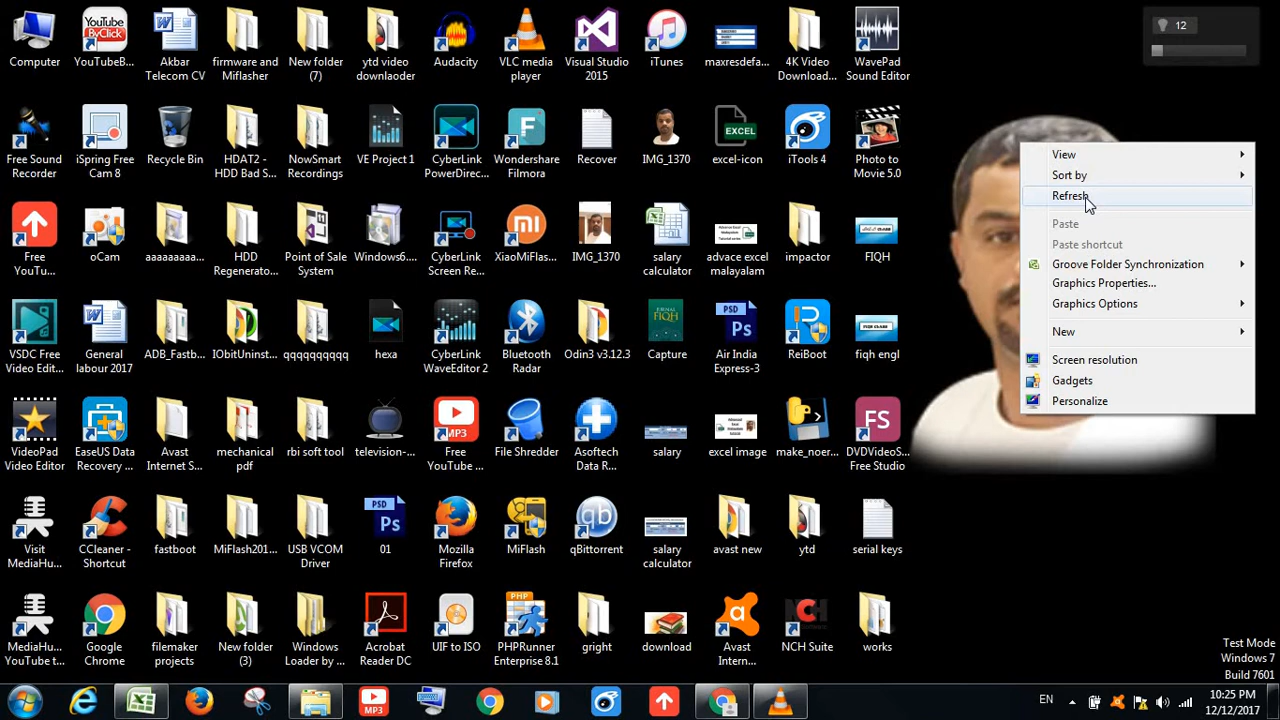 12
Computer
YouTubeB...
Akbar
Telecom CV
firmware and
Miflasher
New folder
(7)
ytd video
downlaoder
Audacity
VLC media
player
Visual Studio
2015
iTunes
maxresdefa...
4K Video
Download...
WavePad
Sound Editor
Free Sound
Recorder
iSpring Free
Cam 8
Recycle Bin
HDAT2 -
HDD Bad S...
NowSmart
Recordings
VE Project 1
CyberLink
PowerDirec...
Wondershare
Filmora
Recover
IMG_1370
excel-icon
iTools 4
Photo to
Movie 5.0
Free
YouTu...
oCam
aaaaaaaaa...
HDD
Regenerato...
Point of Sale
System
Windows6....
CyberLink
Screen Re...
XiaoMiFlas...
IMG_1370
salary
calculator
advace excel
malayalam
impactor
FIQH
VSDC Free
Video Edit...
General
labour 2017
ADB_Fastb...
IObitUninst...
qqqqqqqqqq
hexa
CyberLink
WaveEditor 2
Bluetooth
Radar
Odin3 v3.12.3
Capture
Air India
Express-3
ReiBoot
fiqh engl
VideoPad
Video Editor
EaseUS Data
Recovery ...
Avast
Internet S...
mechanical
pdf
rbi soft tool
television-...
Free
YouTube ...
File Shredder
Asoftech
Data R...
salary
excel image
make_noer...
DVDVideoS...
Free Studio
Visit
MediaHu...
CCleaner -
Shortcut
fastboot
MiFlash201...
USB VCOM
Driver
01
Mozilla
Firefox
MiFlash
qBittorrent
salary
calculator
avast new
ytd
serial keys
MediaHu...
YouTube t...
Google
Chrome
filemaker
projects
New folder
(3)
Windows
Loader by ...
Acrobat
Reader DC
UIF to ISO
PHPRunner
Enterprise 8.1
gright
download
Avast
Intern...
NCH Suite
works
View
Sort by
Refresh
Paste
Paste shortcut
Groove Folder Synchronization
Graphics Properties...
Graphics Options
New
Screen resolution
Gadgets
Personalize
Test Mode
Windows 7
Build 7601
EN
10:25 PM
12/12/2017